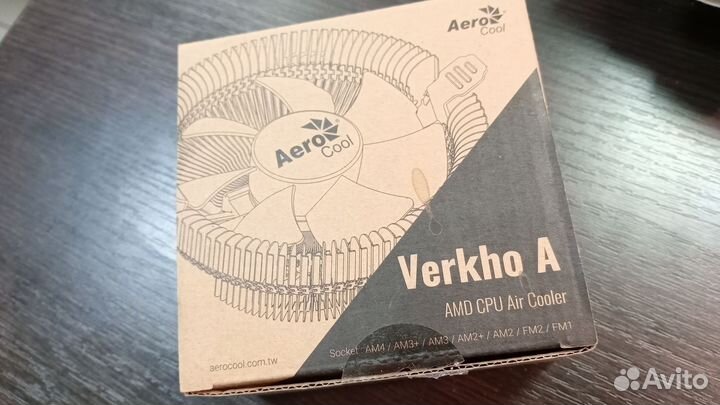 Aero
Cool
Aero
Cool
Verkho A
AMD CPU Air Cooler
Socket: AM4 / AM3+ / AM3 / AM2+ / AM2 / FM2 / FM1
aerocool.com.tw
Avito